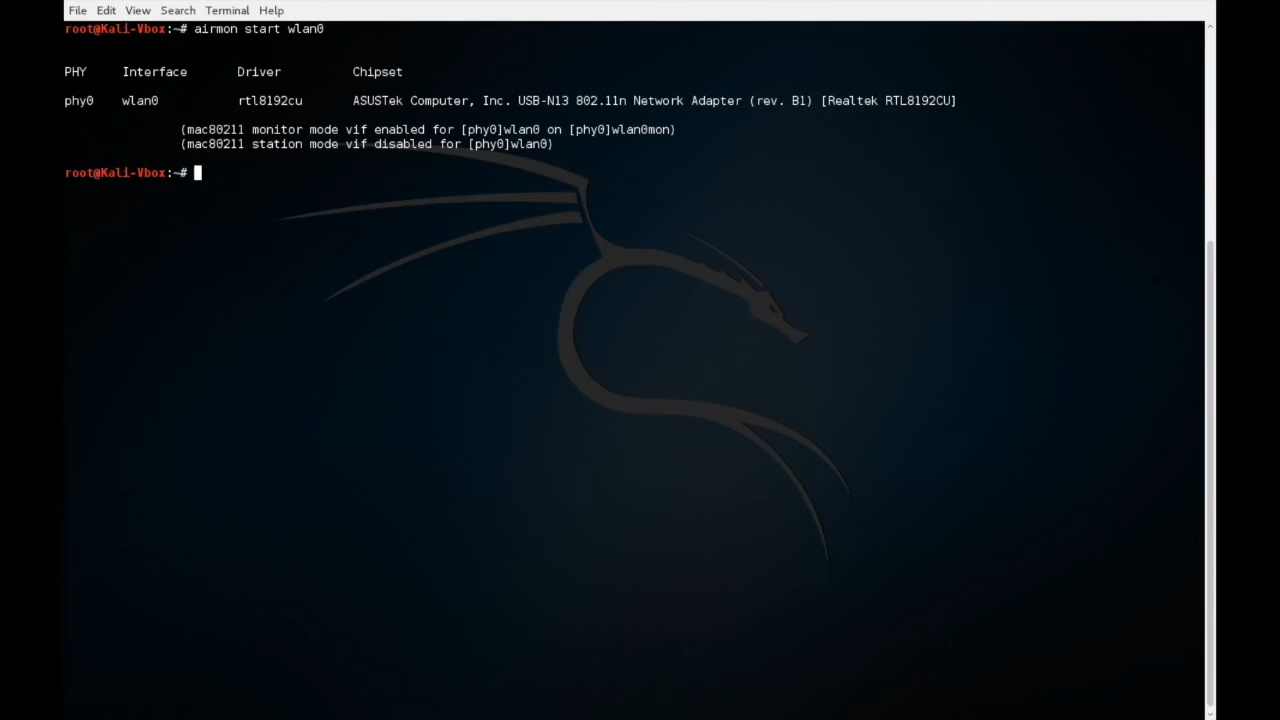 File Edit View Search Terminal Help
root@Kali-Vbox:~# airmon start wlan0
PHY Interface Driver Chipset
phy0 wlan0 rtl8192cu ASUSTek Computer, Inc. USB-N13 802.11n Network Adapter (rev. B1) [Realtek RTL8192CU]
(mac80211 monitor mode vif enabled for [phy0]wlan0 on [phy0]wlan0mon)
(mac80211 station mode vif disabled for [phy0]wlan0)
root@Kali-Vbox:~#